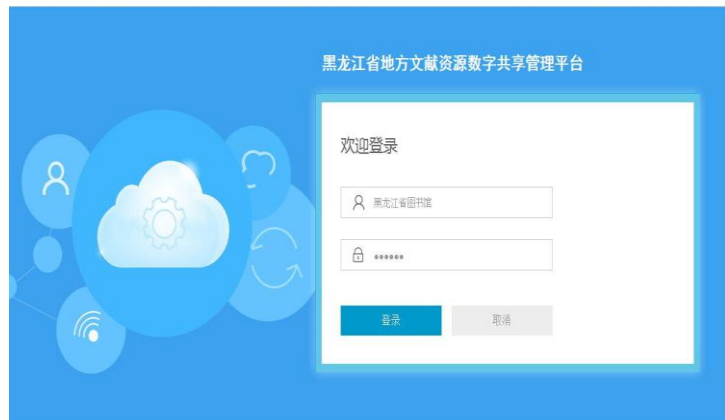 黑龙江省地方文献资源数字共享管理平台
欢迎登录
黑龙江省图书馆
••••••
登录
取消